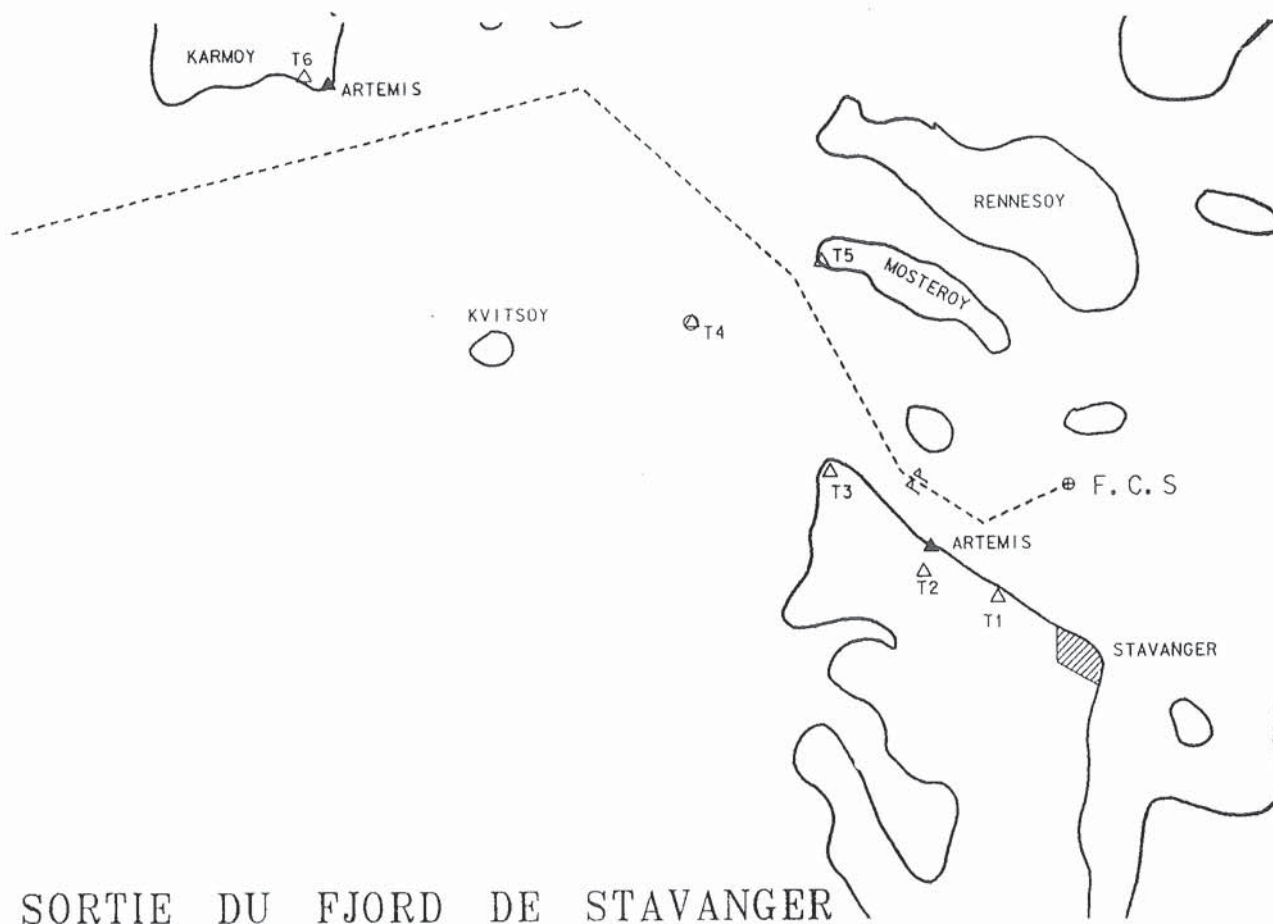 KARMOY
T6
ARTEMIS
RENNESOY
T5
MOSTEROY
KVITSOY
T4
T3
F.C.S
ARTEMIS
T2
T1
STAVANGER
SORTIE DU FJORD DE STAVANGER